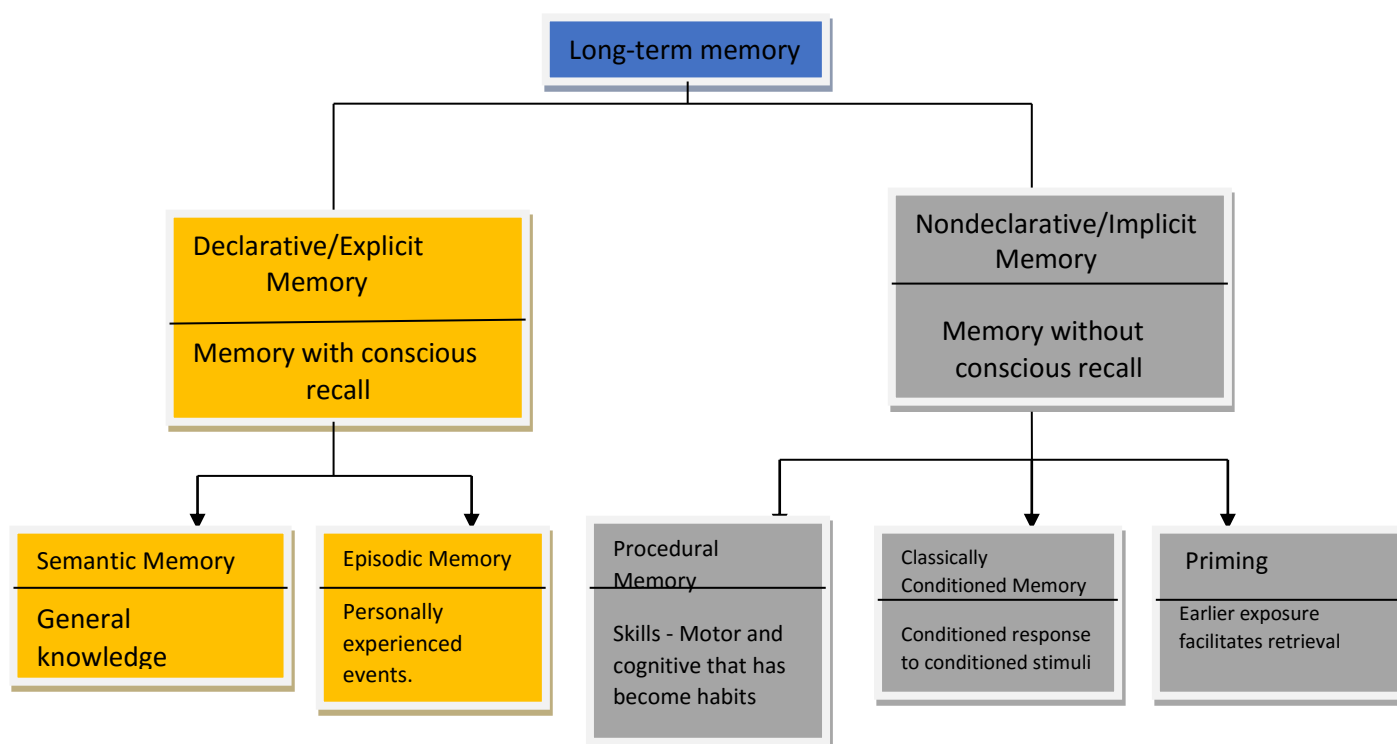 Long-term memory
Declarative/Explicit
Memory
Memory with conscious
recall
Nondeclarative/Implicit
Memory
Memory without
conscious recall
Semantic Memory
General
knowledge
Episodic Memory
Personally
experienced
events.
Procedural
Memory
Skills - Motor and
cognitive that has
become habits
Classically
Conditioned Memory
Conditioned response
to conditioned stimuli
Priming
Earlier exposure
facilitates retrieval